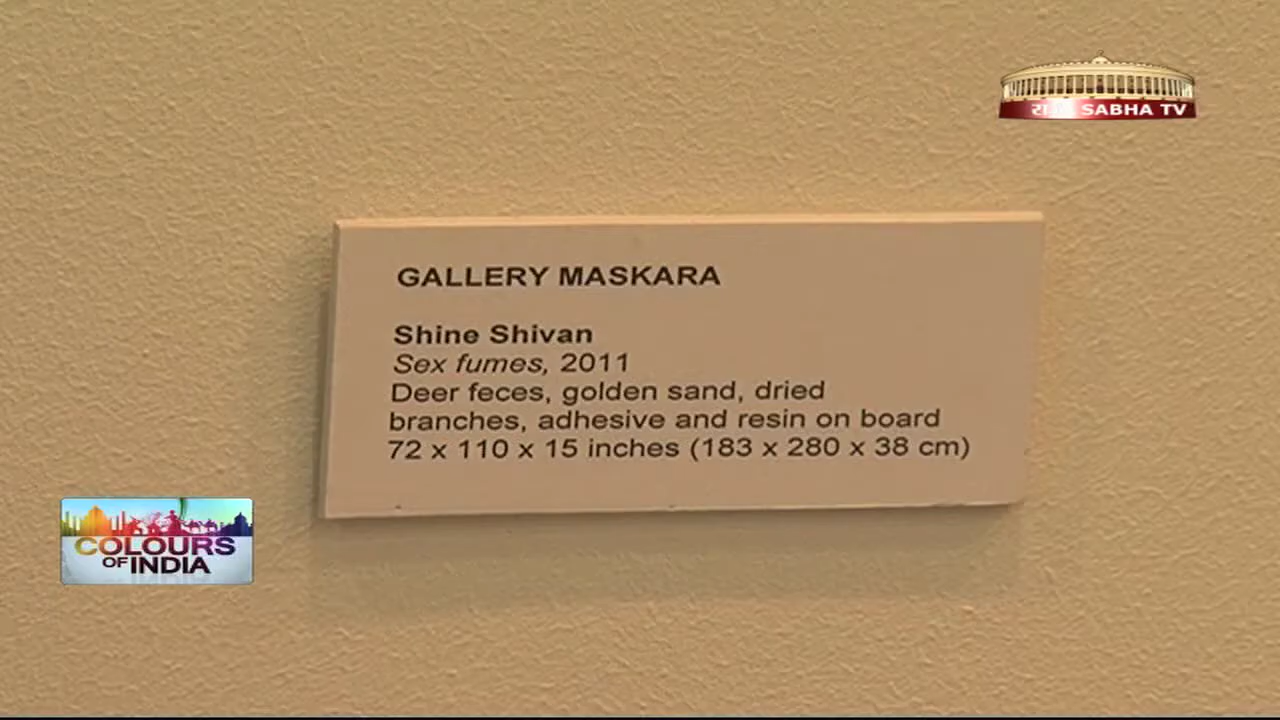 SABHA TV
GALLERY MASKARA
Shine Shivan
Sex fumes, 2011
Deer feces, golden sand, dried
branches, adhesive and resin on board
72 x 110 x 15 inches (183 x 280 x 38 cm)
COLOURS
OF INDIA